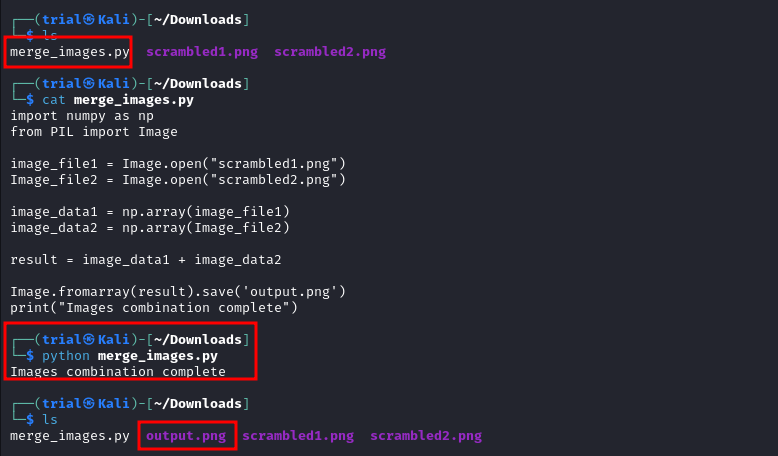 ┌──(trial㉿Kali)-[~/Downloads]
└─$ ls
merge_images.py  scrambled1.png  scrambled2.png
┌──(trial㉿Kali)-[~/Downloads]
└─$ cat merge_images.py
import numpy as np
from PIL import Image
image_file1 = Image.open("scrambled1.png")
Image_file2 = Image.open("scrambled2.png")
image_data1 = np.array(image_file1)
image_data2 = np.array(Image_file2)
result = image_data1 + image_data2
Image.fromarray(result).save('output.png')
print("Images combination complete")
┌──(trial㉿Kali)-[~/Downloads]
└─$ python merge_images.py
Images combination complete
┌──(trial㉿Kali)-[~/Downloads]
└─$ ls
merge_images.py  output.png  scrambled1.png  scrambled2.png